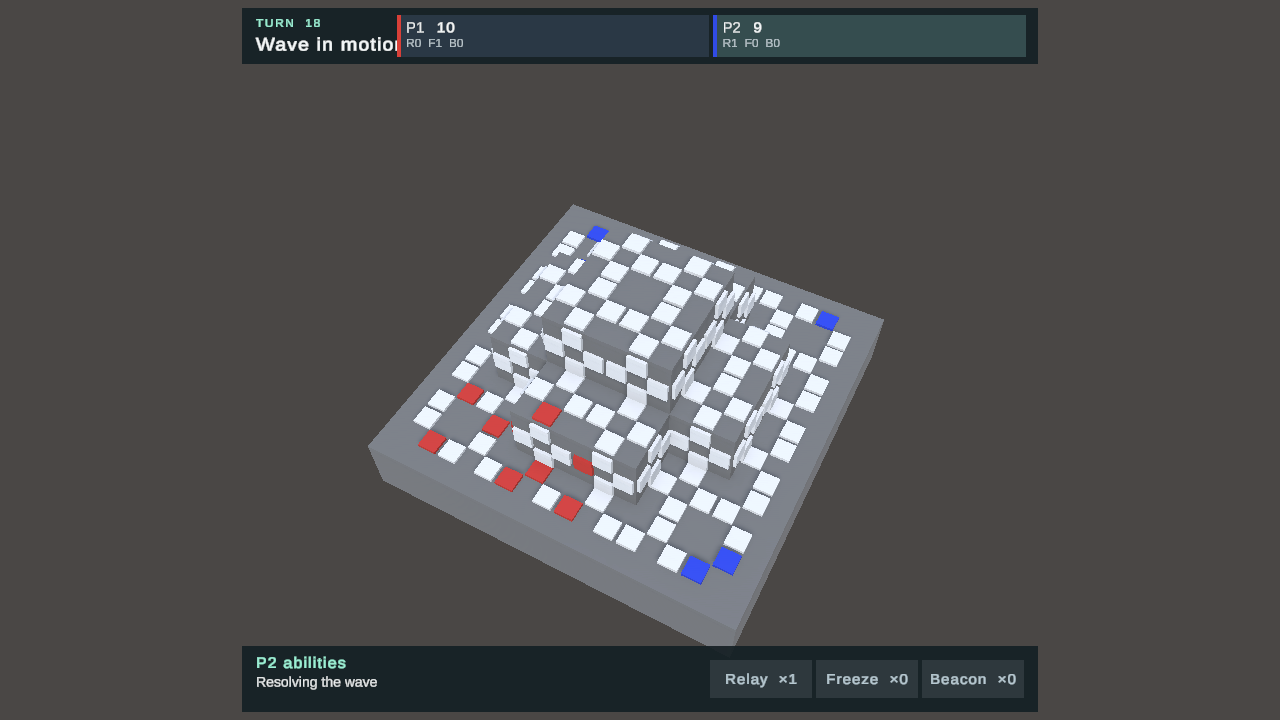 TURN 18
Wave in motion
P1 10
R0 F1 B0
P2 9
R1 F0 B0
P2 abilities
Resolving the wave
Relay ×1
Freeze ×0
Beacon ×0